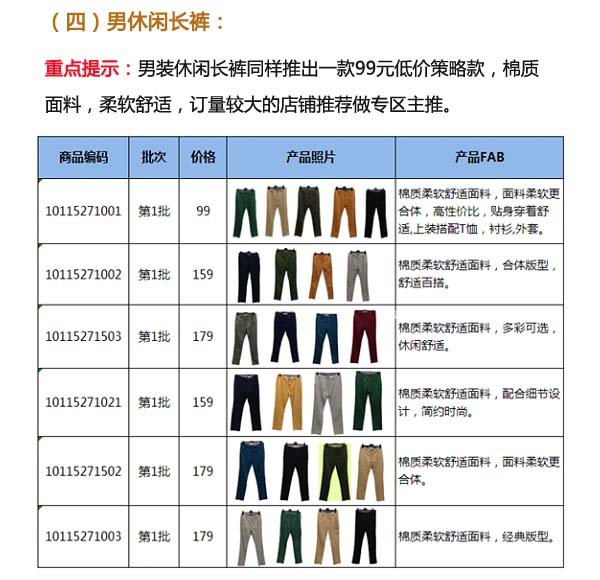 （四）男休闲长裤：
重点提示：男装休闲长裤同样推出一款99元低价策略款，棉质
面料，柔软舒适，订量较大的店铺推荐做专区主推。
商品编码 批次 价格 产品照片 产品FAB
10115271001 第1批 99 棉质柔软舒适面料，面料柔软更
合体，高性价比，贴身穿着舒
适,上装搭配T恤，衬衫,外套。
10115271002 第1批 159 棉质柔软舒适面料，合体版型，
舒适百搭。
10115271503 第1批 179 棉质柔软舒适面料，多彩可选，
休闲舒适。
10115271021 第1批 159 棉质柔软舒适面料，配合细节设
计，简约时尚。
10115271502 第1批 179 棉质柔软舒适面料，面料柔软更
合体。
10115271003 第1批 179 棉质柔软舒适面料，经典版型。